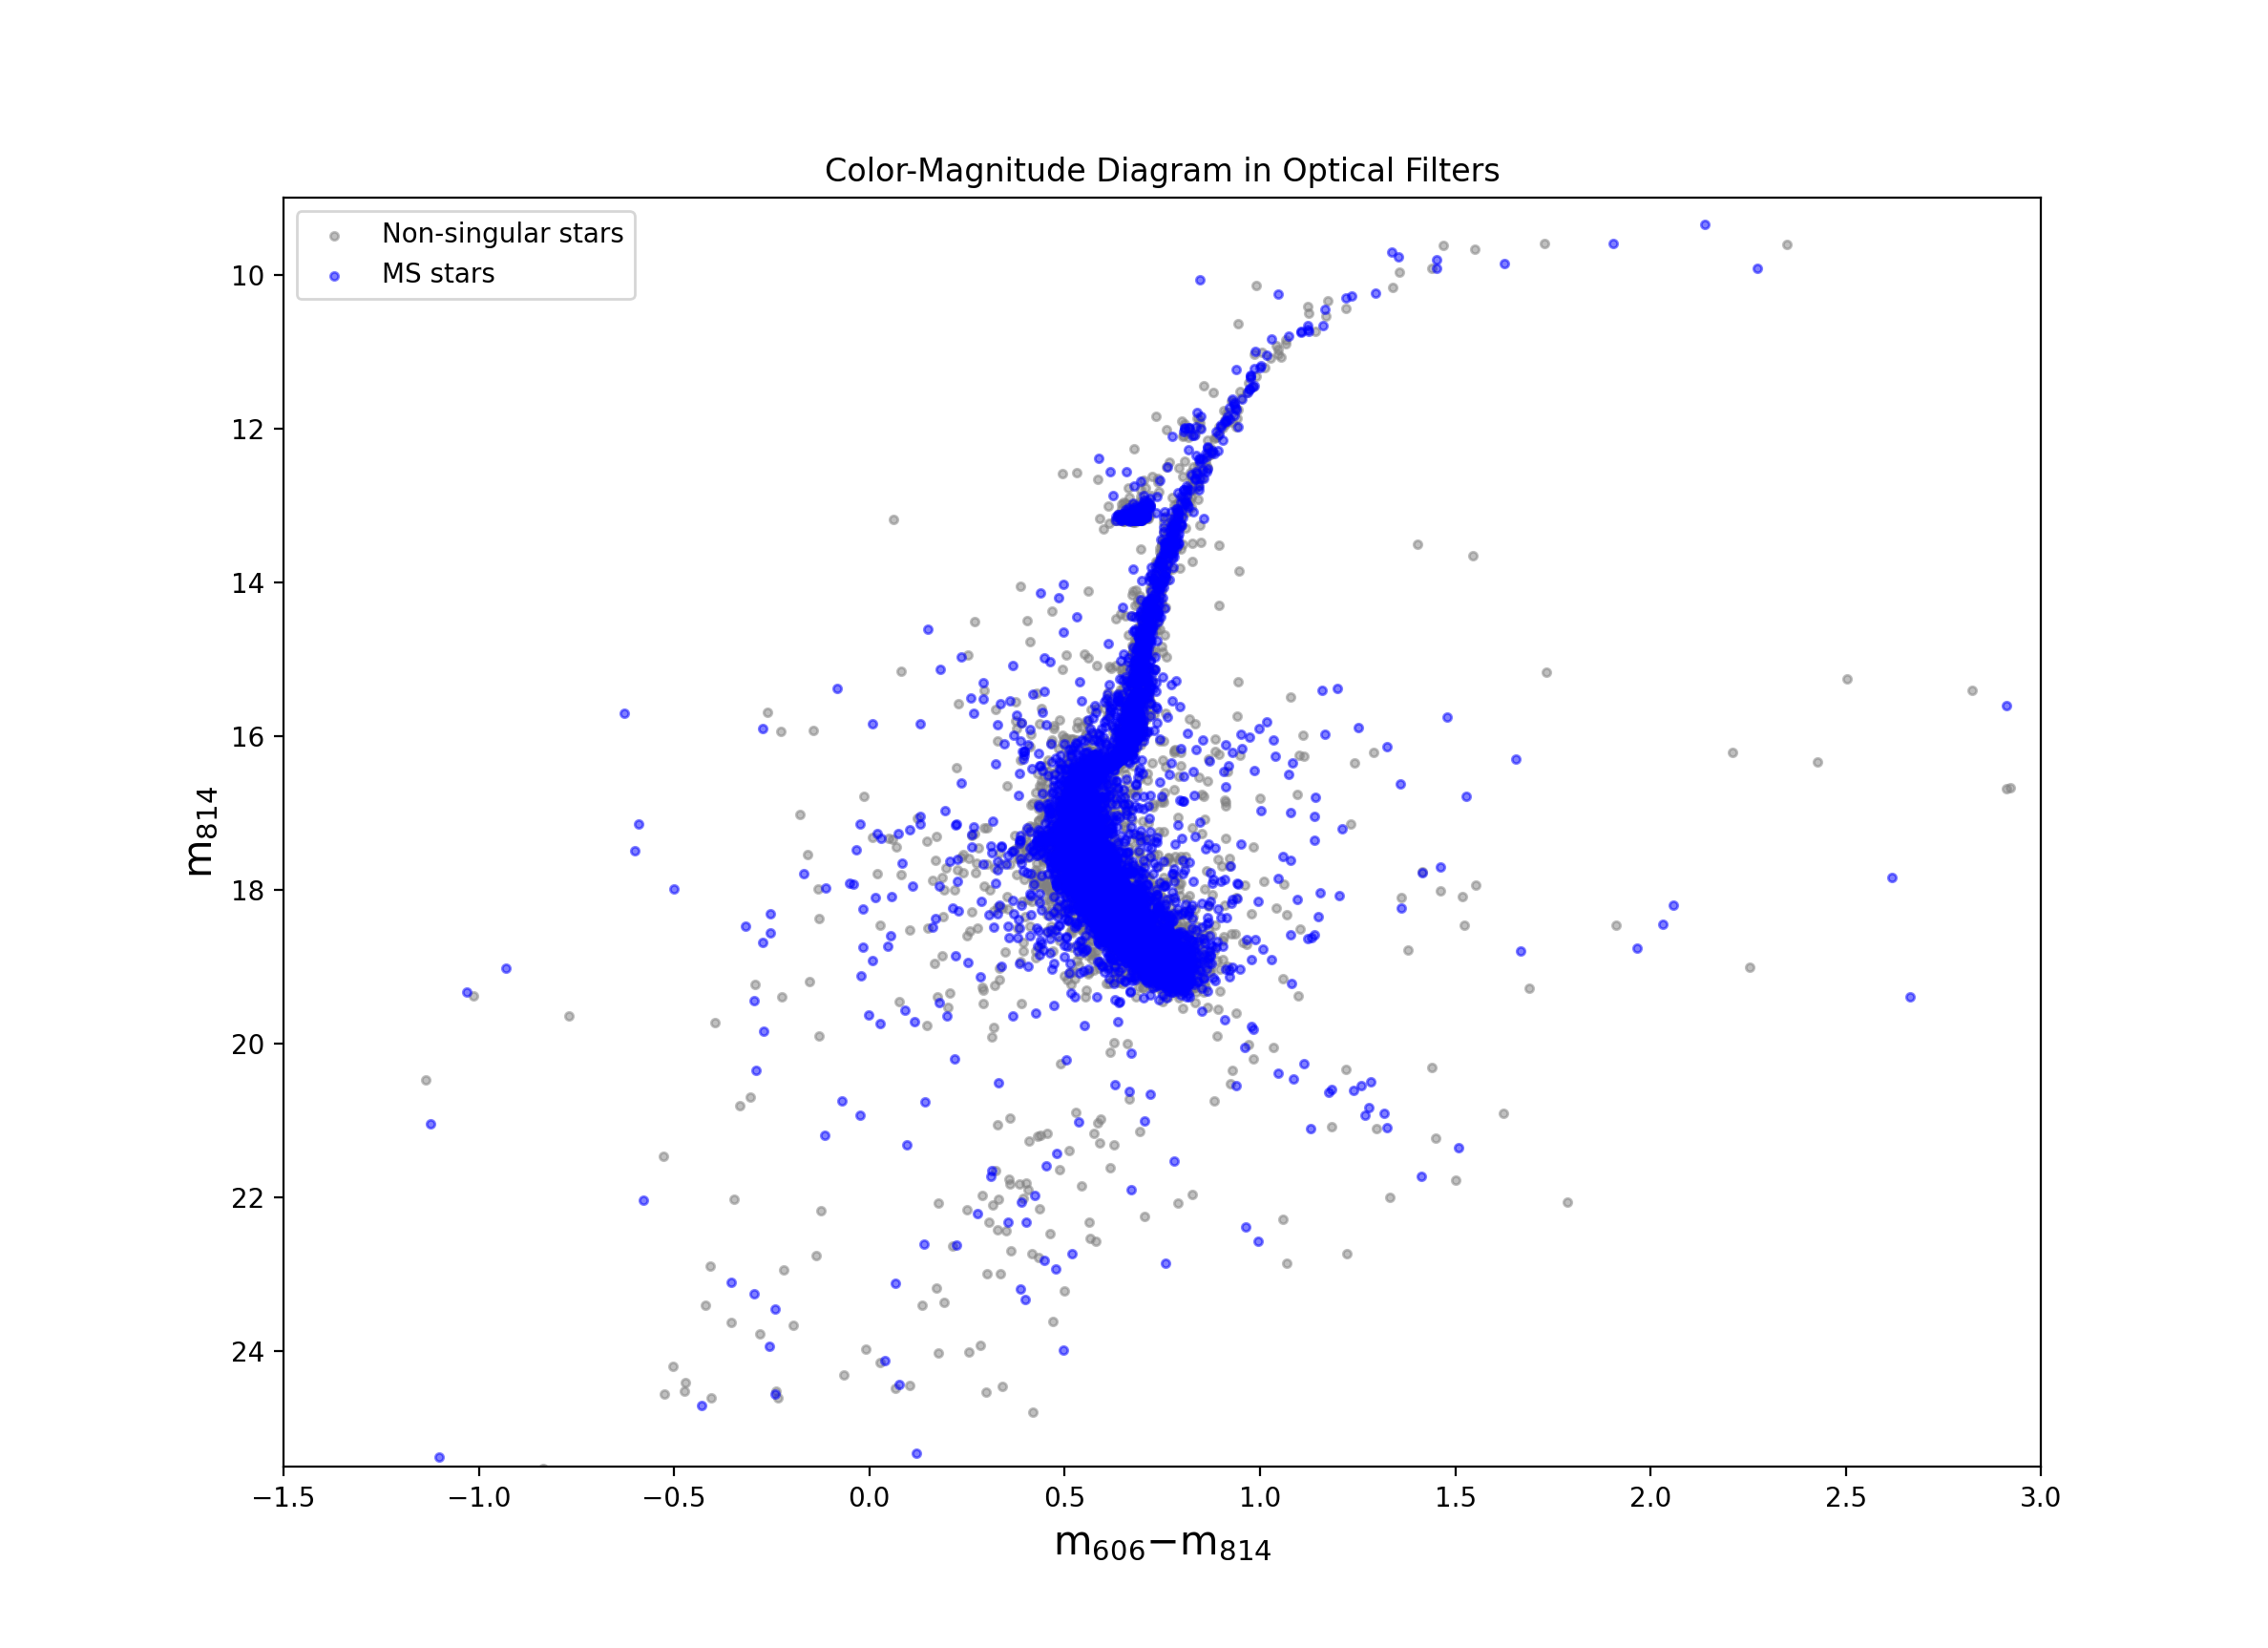 Color-Magnitude Diagram in Optical Filters
Non-singular stars
MS stars
10
12
14
16
18
20
22
24
m814
−1.5 −1.0 −0.5 0.0 0.5 1.0 1.5 2.0 2.5 3.0
m606−m814